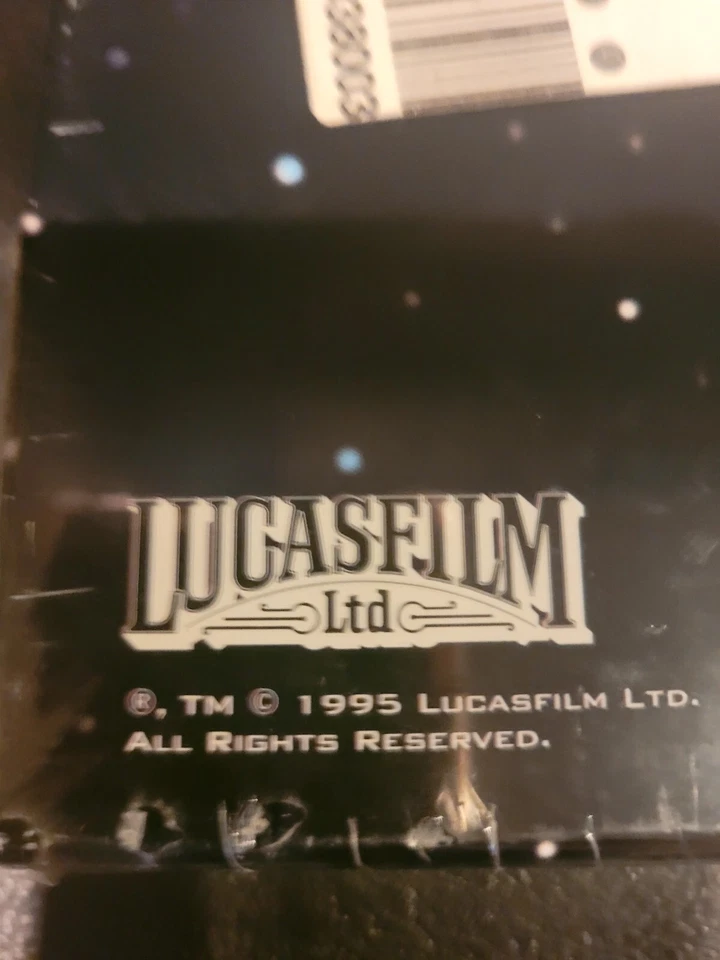 LUCASFILM
Ltd
®, TM © 1995 LUCASFILM LTD.
ALL RIGHTS RESERVED.